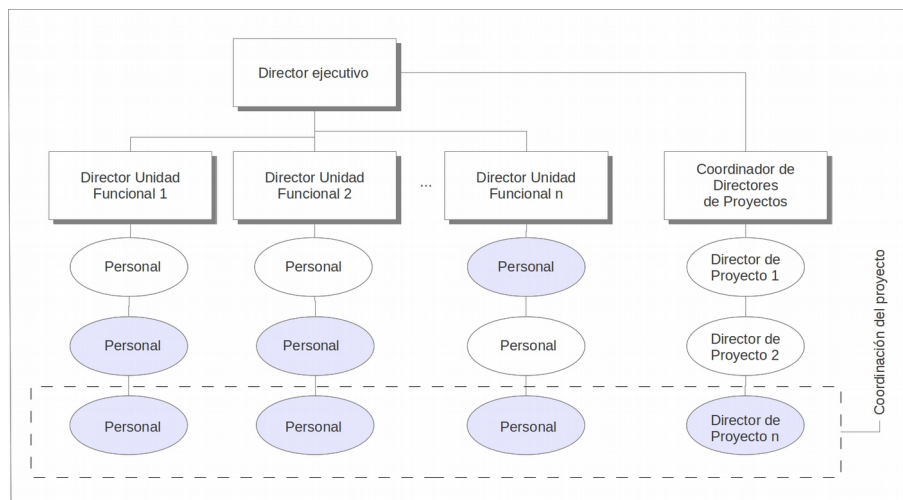 Director ejecutivo
Director Unidad
Funcional 1
Director Unidad
Funcional 2
...
Director Unidad
Funcional n
Coordinador de
Directores
de Proyectos
Personal
Personal
Personal
Director de
Proyecto 1
Personal
Personal
Personal
Director de
Proyecto 2
Personal
Personal
Personal
Director de
Proyecto n
Coordinación del proyecto